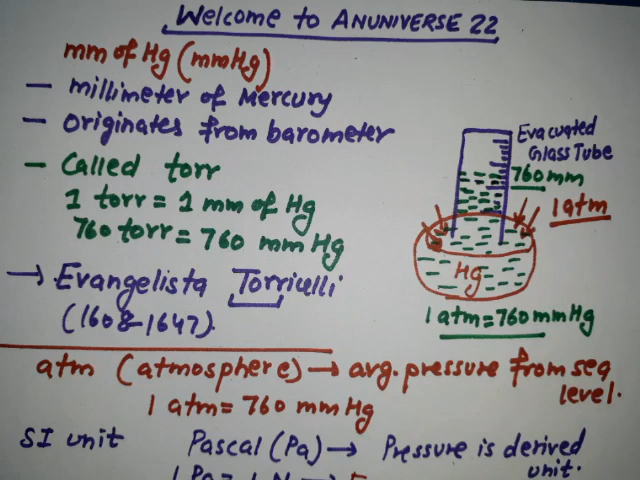 Welcome to ANUNIVERSE 22
mm of Hg (mmHg)
– millimeter of Mercury
– originates from barometer
– Called torr
1 torr = 1 mm of Hg
760 torr = 760 mm Hg
→ Evangelista Torriulli
(1608-1647).
Evacuated
Glass Tube
760 mm
1 atm
Hg
1 atm = 760 mmHg
atm (atmosphere) → avg. pressure from sea
level.
1 atm = 760 mm Hg
SI unit Pascal (Pa) → Pressure is derived
unit.